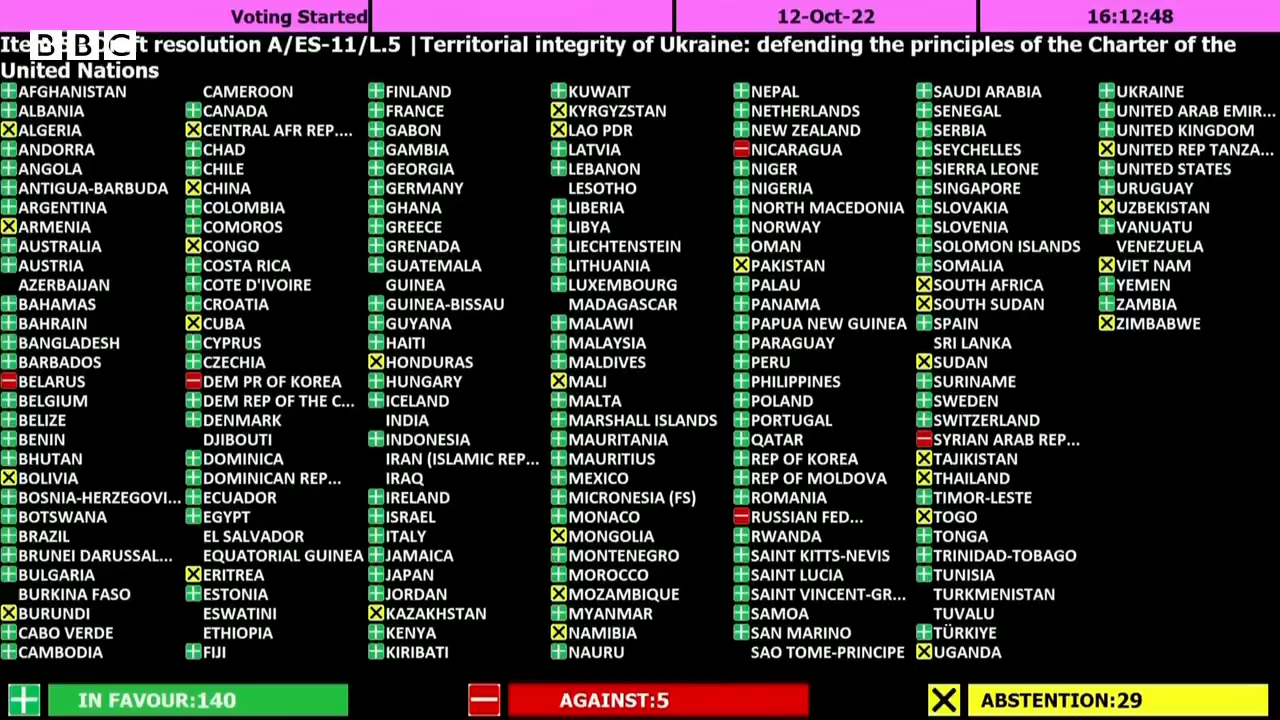 Voting Started
12-Oct-22
16:12:48
BBC
resolution A/ES-11/L.5 |Territorial integrity of Ukraine: defending the principles of the Charter of the
United Nations
AFGHANISTAN
ALBANIA
ALGERIA
ANDORRA
ANGOLA
ANTIGUA-BARBUDA
ARGENTINA
ARMENIA
AUSTRALIA
AUSTRIA
AZERBAIJAN
BAHAMAS
BAHRAIN
BANGLADESH
BARBADOS
BELARUS
BELGIUM
BELIZE
BENIN
BHUTAN
BOLIVIA
BOSNIA-HERZEGOVI...
BOTSWANA
BRAZIL
BRUNEI DARUSSAL...
BULGARIA
BURKINA FASO
BURUNDI
CABO VERDE
CAMBODIA
CAMEROON
CANADA
CENTRAL AFR REP....
CHAD
CHILE
CHINA
COLOMBIA
COMOROS
CONGO
COSTA RICA
COTE D'IVOIRE
CROATIA
CUBA
CYPRUS
CZECHIA
DEM PR OF KOREA
DEM REP OF THE C...
DENMARK
DJIBOUTI
DOMINICA
DOMINICAN REP...
ECUADOR
EGYPT
EL SALVADOR
EQUATORIAL GUINEA
ERITREA
ESTONIA
ESWATINI
ETHIOPIA
FIJI
FINLAND
FRANCE
GABON
GAMBIA
GEORGIA
GERMANY
GHANA
GREECE
GRENADA
GUATEMALA
GUINEA
GUINEA-BISSAU
GUYANA
HAITI
HONDURAS
HUNGARY
ICELAND
INDIA
INDONESIA
IRAN (ISLAMIC REP...
IRAQ
IRELAND
ISRAEL
ITALY
JAMAICA
JAPAN
JORDAN
KAZAKHSTAN
KENYA
KIRIBATI
KUWAIT
KYRGYZSTAN
LAO PDR
LATVIA
LEBANON
LESOTHO
LIBERIA
LIBYA
LIECHTENSTEIN
LITHUANIA
LUXEMBOURG
MADAGASCAR
MALAWI
MALAYSIA
MALDIVES
MALI
MALTA
MARSHALL ISLANDS
MAURITANIA
MAURITIUS
MEXICO
MICRONESIA (FS)
MONACO
MONGOLIA
MONTENEGRO
MOROCCO
MOZAMBIQUE
MYANMAR
NAMIBIA
NAURU
NEPAL
NETHERLANDS
NEW ZEALAND
NICARAGUA
NIGER
NIGERIA
NORTH MACEDONIA
NORWAY
OMAN
PAKISTAN
PALAU
PANAMA
PAPUA NEW GUINEA
PARAGUAY
PERU
PHILIPPINES
POLAND
PORTUGAL
QATAR
REP OF KOREA
REP OF MOLDOVA
ROMANIA
RUSSIAN FED...
RWANDA
SAINT KITTS-NEVIS
SAINT LUCIA
SAINT VINCENT-GR...
SAMOA
SAN MARINO
SAO TOME-PRINCIPE
SAUDI ARABIA
SENEGAL
SERBIA
SEYCHELLES
SIERRA LEONE
SINGAPORE
SLOVAKIA
SLOVENIA
SOLOMON ISLANDS
SOMALIA
SOUTH AFRICA
SOUTH SUDAN
SPAIN
SRI LANKA
SUDAN
SURINAME
SWEDEN
SWITZERLAND
SYRIAN ARAB REP...
TAJIKISTAN
THAILAND
TIMOR-LESTE
TOGO
TONGA
TRINIDAD-TOBAGO
TUNISIA
TURKMENISTAN
TUVALU
TÜRKIYE
UGANDA
UKRAINE
UNITED ARAB EMIR...
UNITED KINGDOM
UNITED REP TANZA...
UNITED STATES
URUGUAY
UZBEKISTAN
VANUATU
VENEZUELA
VIET NAM
YEMEN
ZAMBIA
ZIMBABWE
IN FAVOUR:140
AGAINST:5
ABSTENTION:29